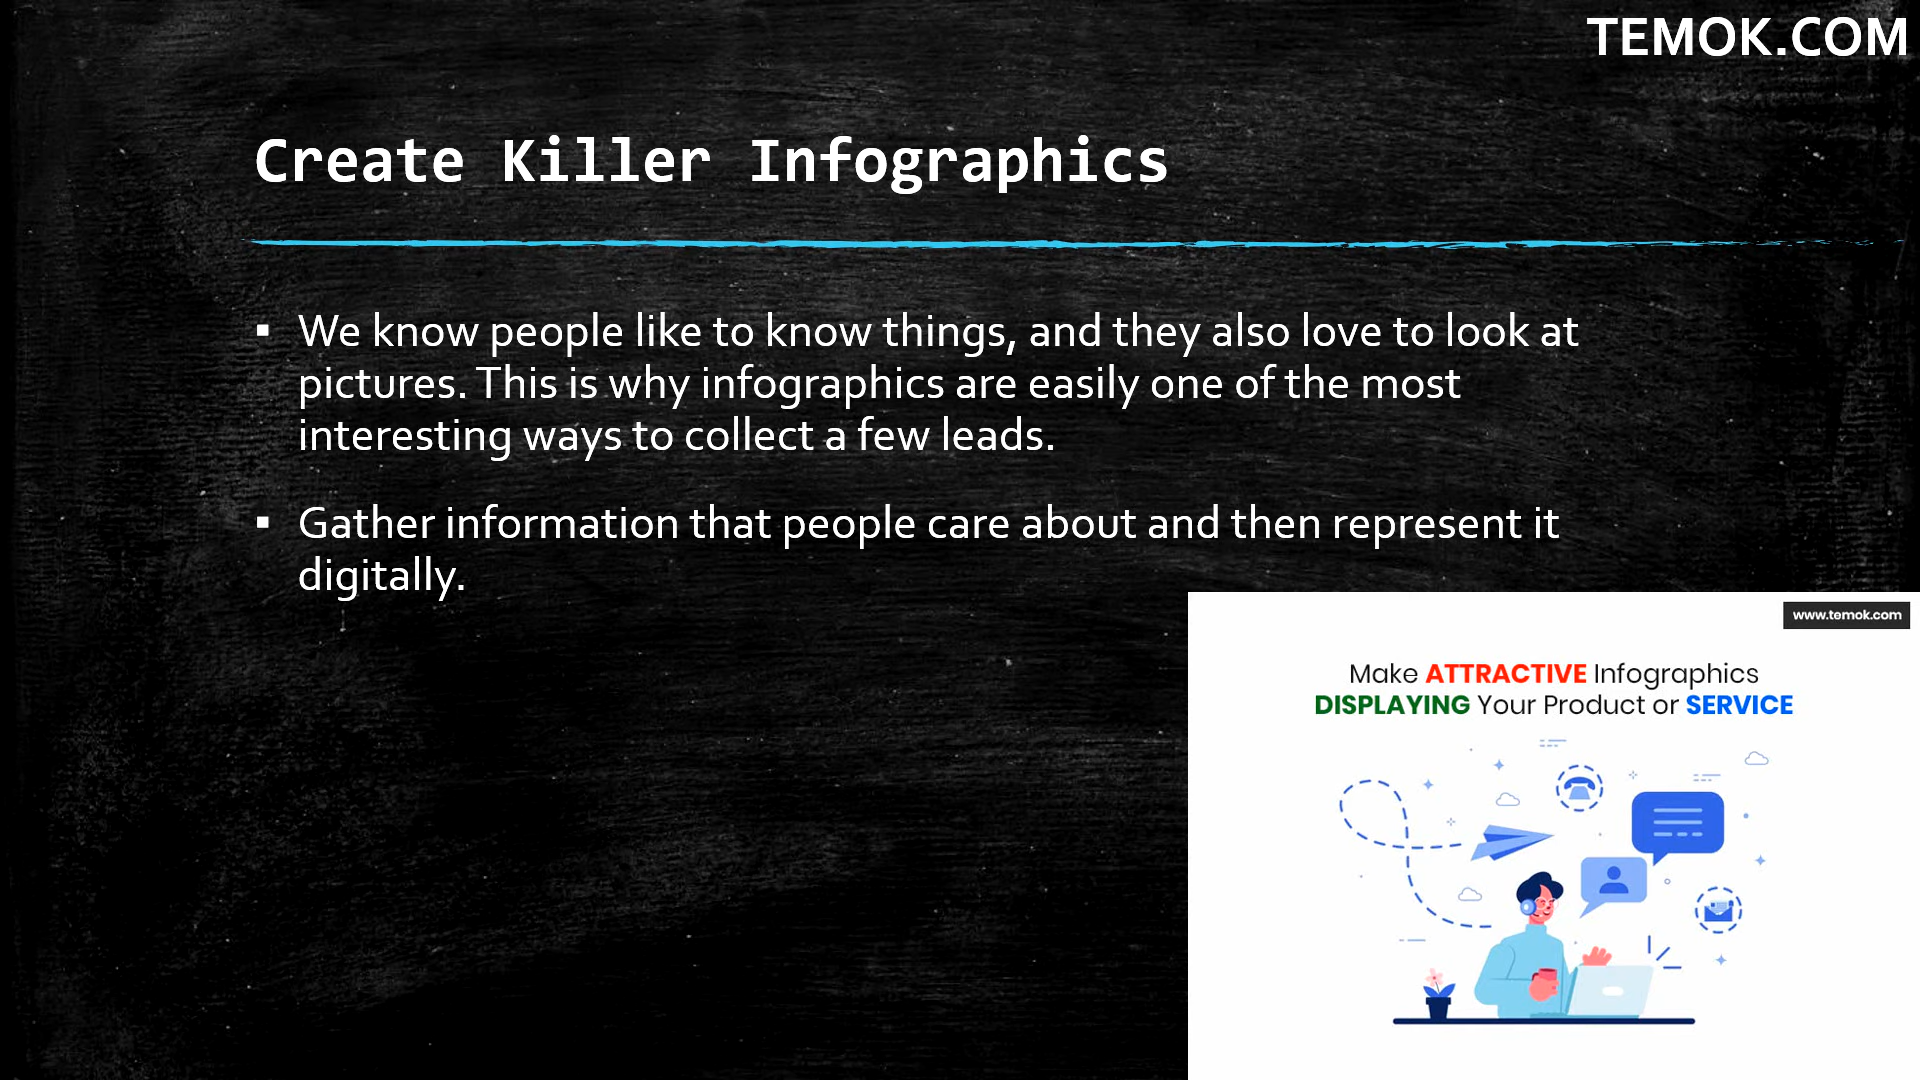 TEMOK.COM
Create Killer Infographics
▪ We know people like to know things, and they also love to look at
pictures. This is why infographics are easily one of the most
interesting ways to collect a few leads.
▪ Gather information that people care about and then represent it
digitally.
www.temok.com
Make ATTRACTIVE Infographics
DISPLAYING Your Product or SERVICE